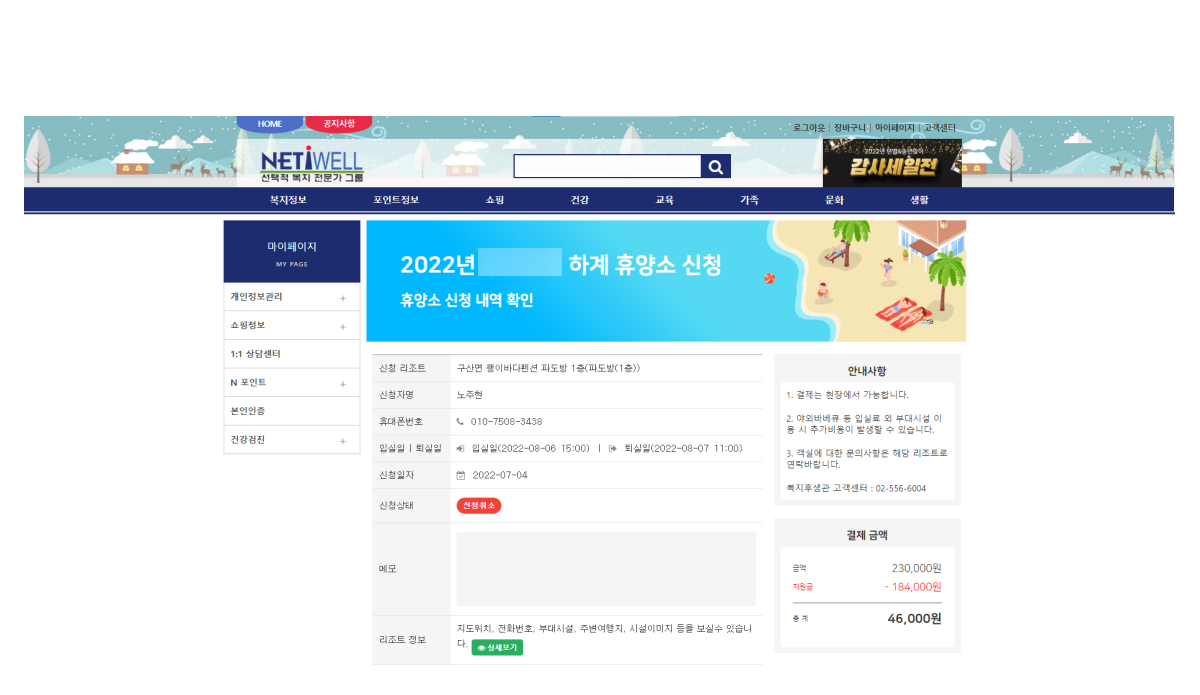 HOME
공지사항
로그아웃 | 장바구니 | 마이페이지 | 고객센터
NETiWELL
선택적 복지 전문가 그룹
2022년 연말&송년맞이
감사세일전
복지정보
포인트정보
쇼핑
건강
교육
가족
문화
생활
마이페이지
MY PAGE
개인정보관리 +
쇼핑정보 +
1:1 상담센터
N 포인트 +
본인인증
건강검진 +
2022년 하계 휴양소 신청
휴양소 신청 내역 확인
신청 리조트 구산면 팽이바다펜션 파도방 1층(파도방(1층))
신청자명 노주현
휴대폰번호 010-7508-3438
입실일 | 퇴실일 입실일(2022-08-06 15:00) | 퇴실일(2022-08-07 11:00)
신청일자 2022-07-04
신청상태 신청취소
메모
리조트 정보 지도위치, 전화번호, 부대시설, 주변여행지, 시설이미지 등을 보실수 있습니
다. 상세보기
안내사항
1. 결제는 현장에서 가능합니다.
2. 야외바베큐 등 입실료 외 부대시설 이
용 시 추가비용이 발생할 수 있습니다.
3. 객실에 대한 문의사항은 해당 리조트로
연락바랍니다.
복지후생관 고객센터 : 02-556-6004
결제 금액
금액 230,000원
지원금 - 184,000원
총 계 46,000원